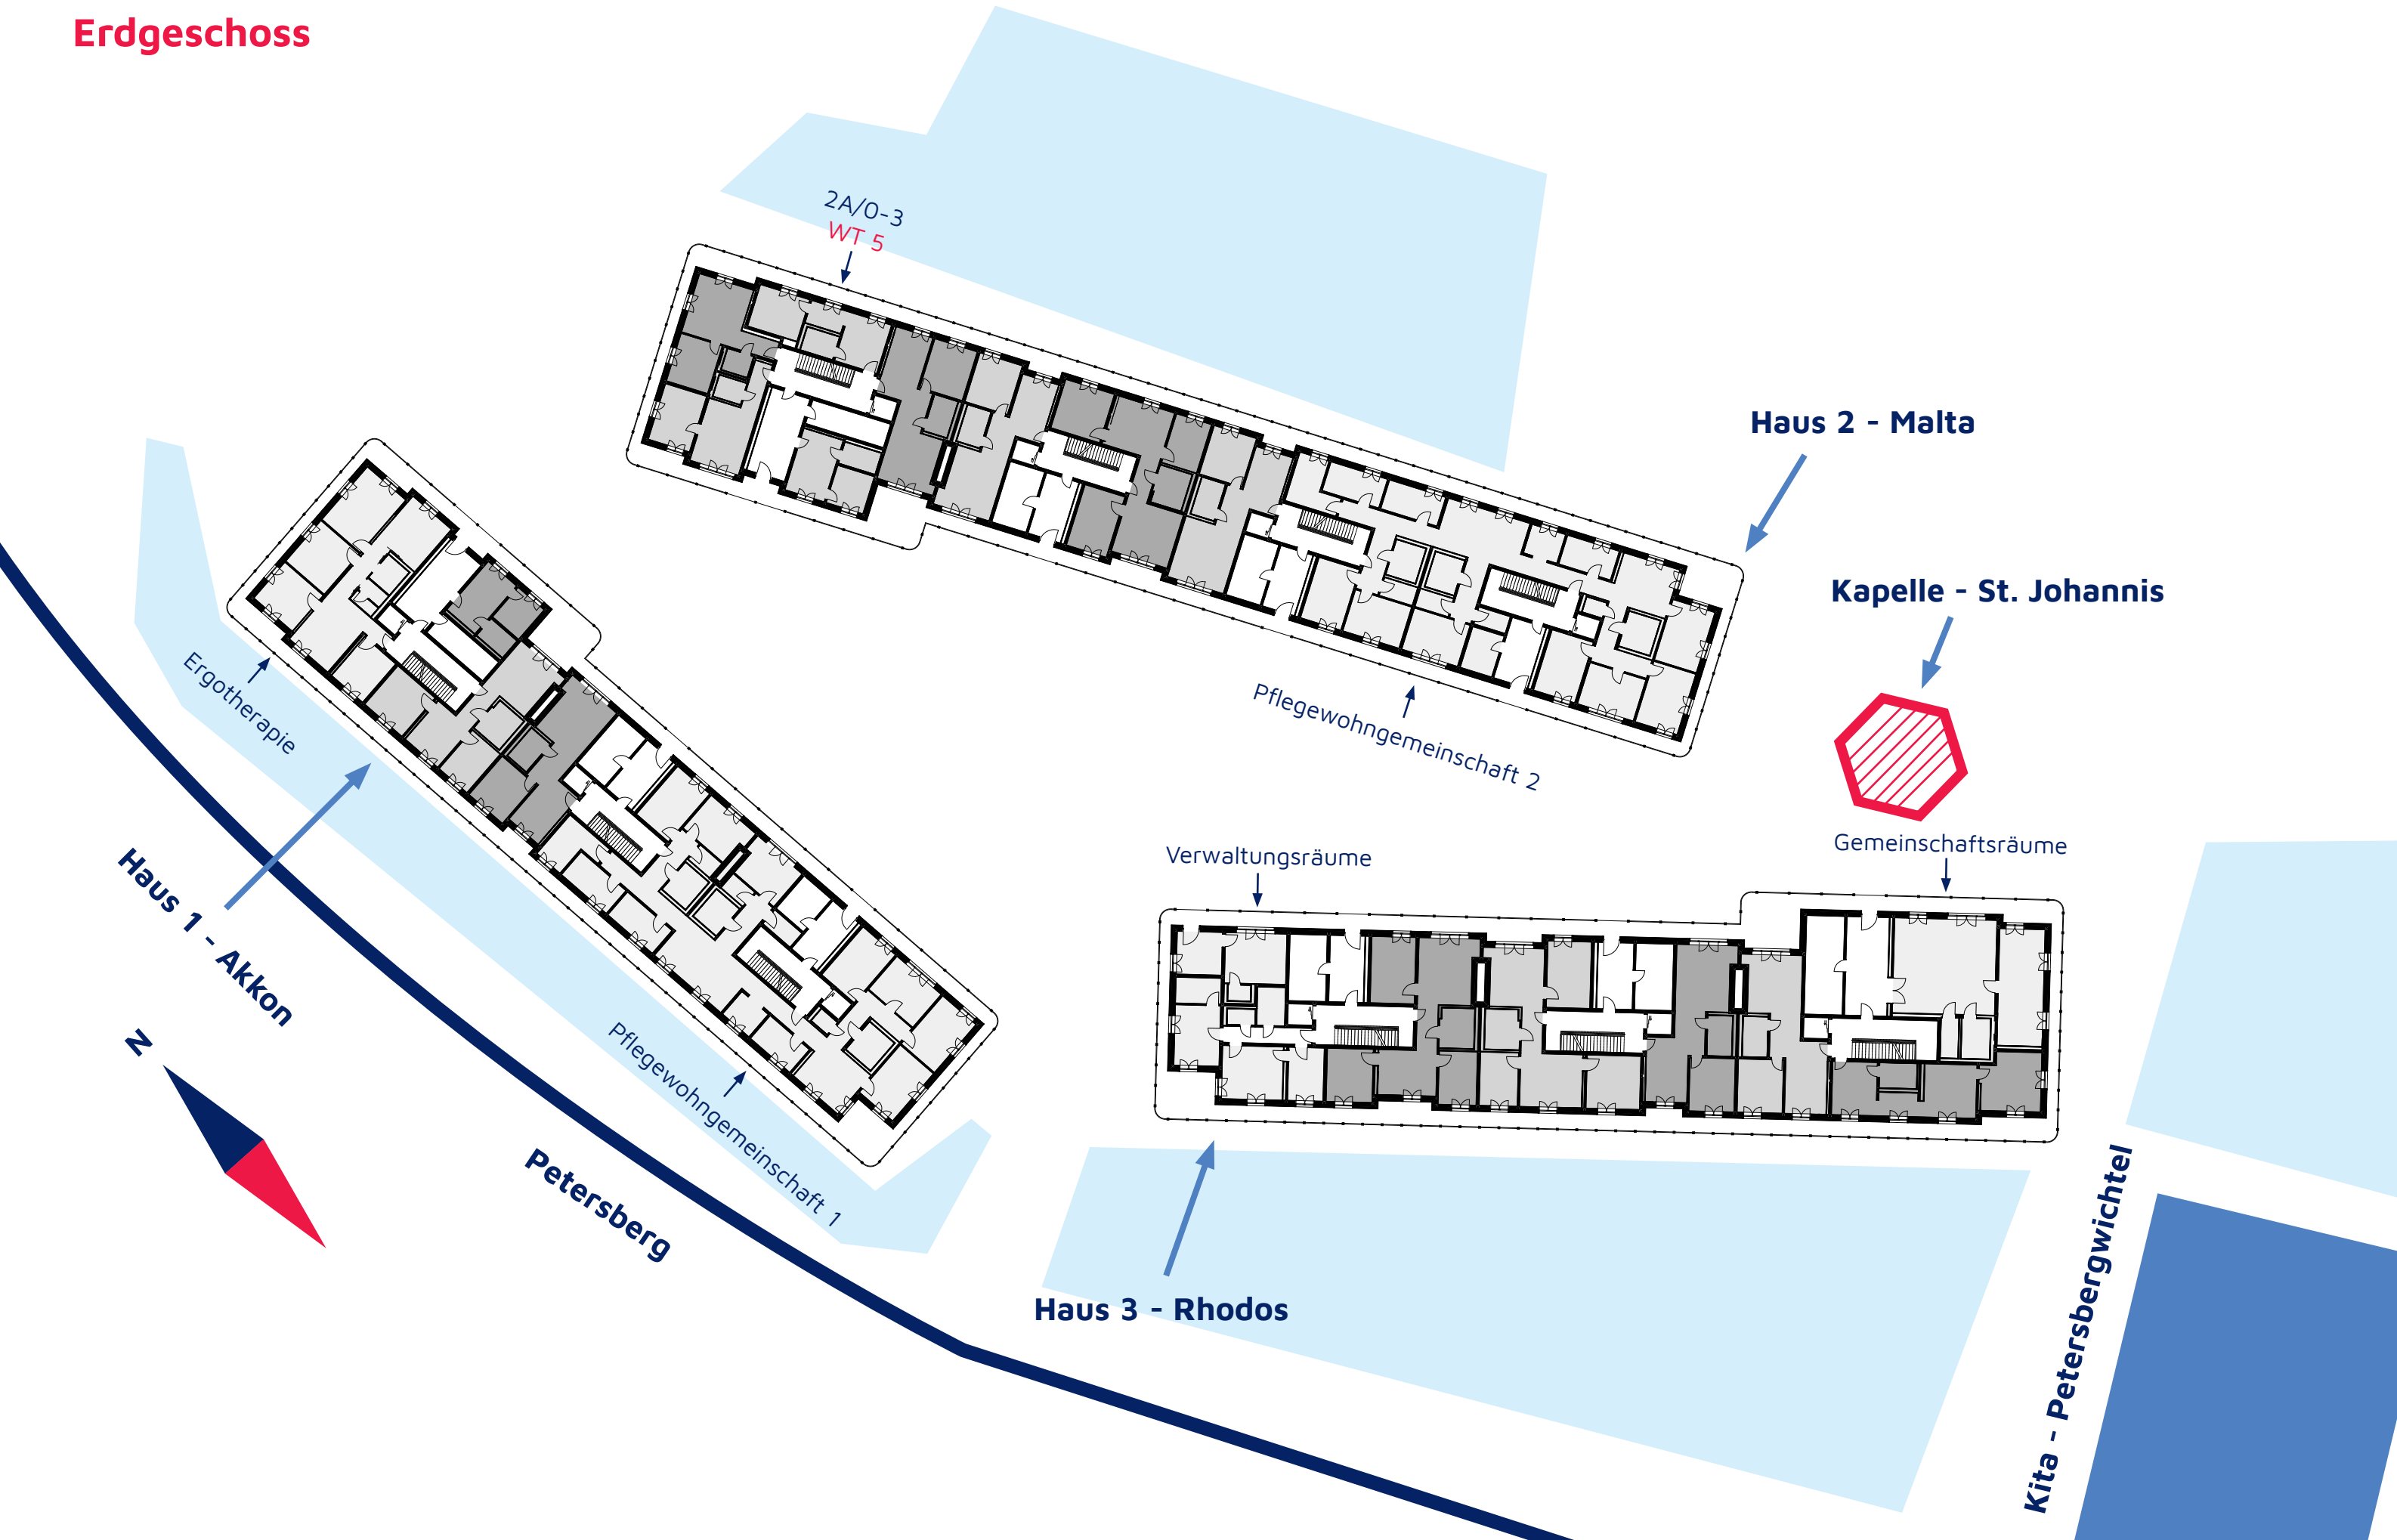 Erdgeschoss
2A/0-3
WT 5
Haus 2 - Malta
Kapelle - St. Johannis
Ergotherapie
Pflegewohngemeinschaft 2
Verwaltungsräume
Gemeinschaftsräume
Haus 1 - Akkon
N
Pflegewohngemeinschaft 1
Petersberg
Haus 3 - Rhodos
Kita - Petersbergwichtel